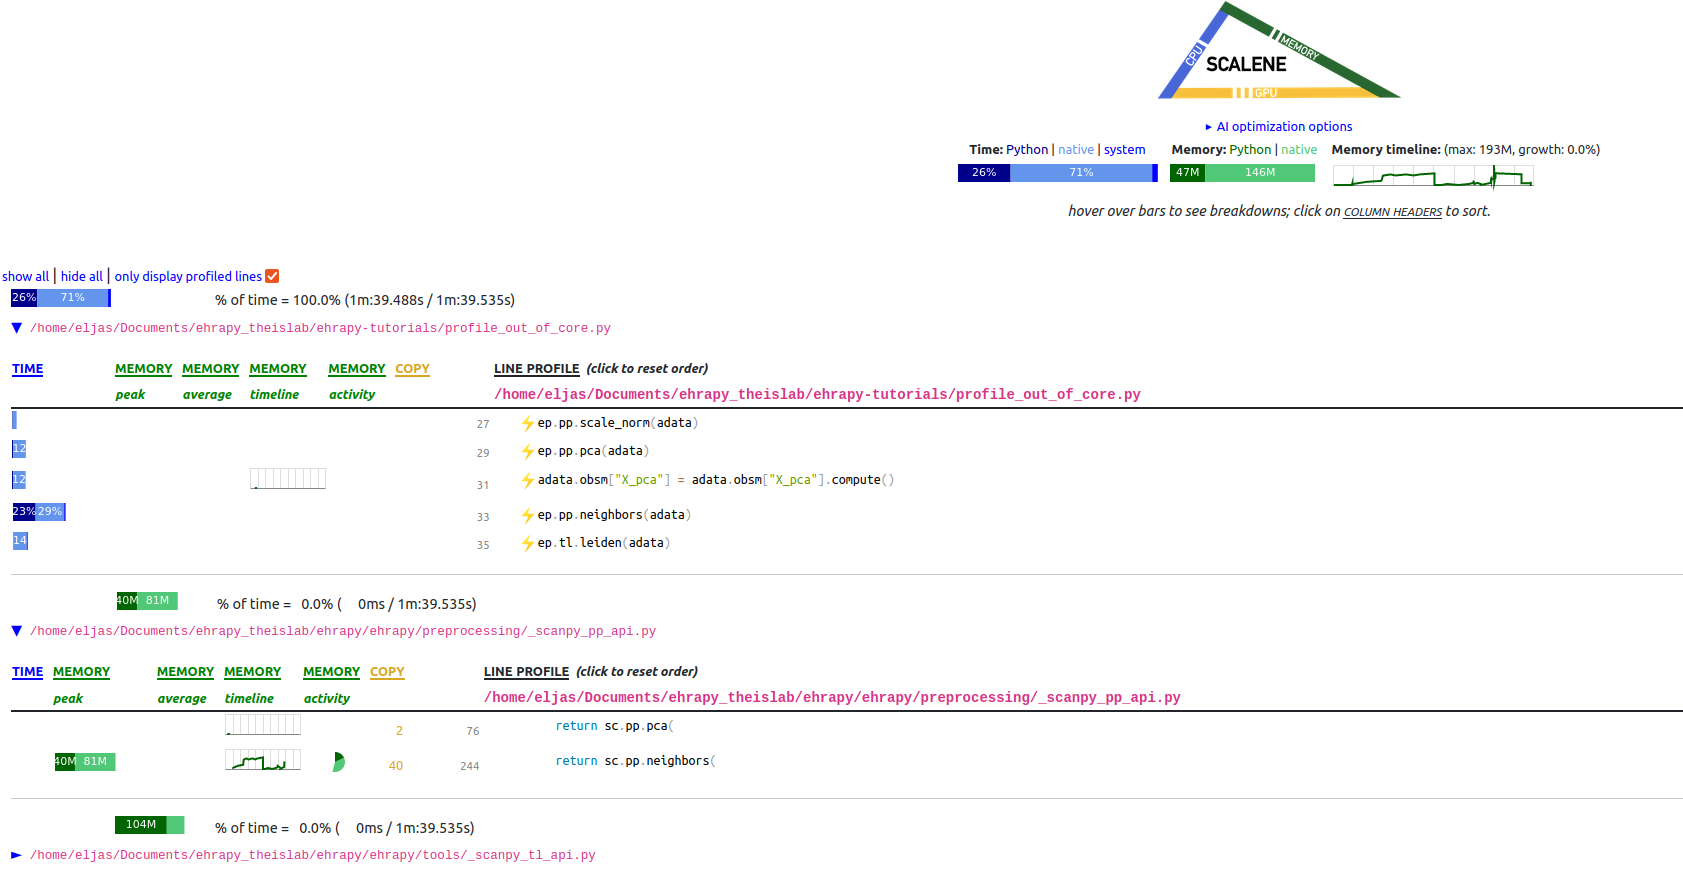 CPU
MEMORY
SCALENE
GPU
► AI optimization options
Time: Python | native | system Memory: Python | native Memory timeline: (max: 193M, growth: 0.0%)
26% 71% 47M 146M
hover over bars to see breakdowns; click on COLUMN HEADERS to sort.
show all | hide all | only display profiled lines
26% 71% % of time = 100.0% (1m:39.488s / 1m:39.535s)
▼ /home/eljas/Documents/ehrapy_theislab/ehrapy-tutorials/profile_out_of_core.py
TIME MEMORY MEMORY MEMORY MEMORY COPY LINE PROFILE (click to reset order)
peak average timeline activity /home/eljas/Documents/ehrapy_theislab/ehrapy-tutorials/profile_out_of_core.py
27 ⚡ep.pp.scale_norm(adata)
12 29 ⚡ep.pp.pca(adata)
12 31 ⚡adata.obsm["X_pca"] = adata.obsm["X_pca"].compute()
23% 29% 33 ⚡ep.pp.neighbors(adata)
14 35 ⚡ep.tl.leiden(adata)
40M 81M % of time = 0.0% ( 0ms / 1m:39.535s)
▼ /home/eljas/Documents/ehrapy_theislab/ehrapy/ehrapy/preprocessing/_scanpy_pp_api.py
TIME MEMORY MEMORY MEMORY MEMORY COPY LINE PROFILE (click to reset order)
peak average timeline activity /home/eljas/Documents/ehrapy_theislab/ehrapy/ehrapy/preprocessing/_scanpy_pp_api.py
2 76 return sc.pp.pca(
40M 81M 40 244 return sc.pp.neighbors(
104M % of time = 0.0% ( 0ms / 1m:39.535s)
► /home/eljas/Documents/ehrapy_theislab/ehrapy/ehrapy/tools/_scanpy_tl_api.py